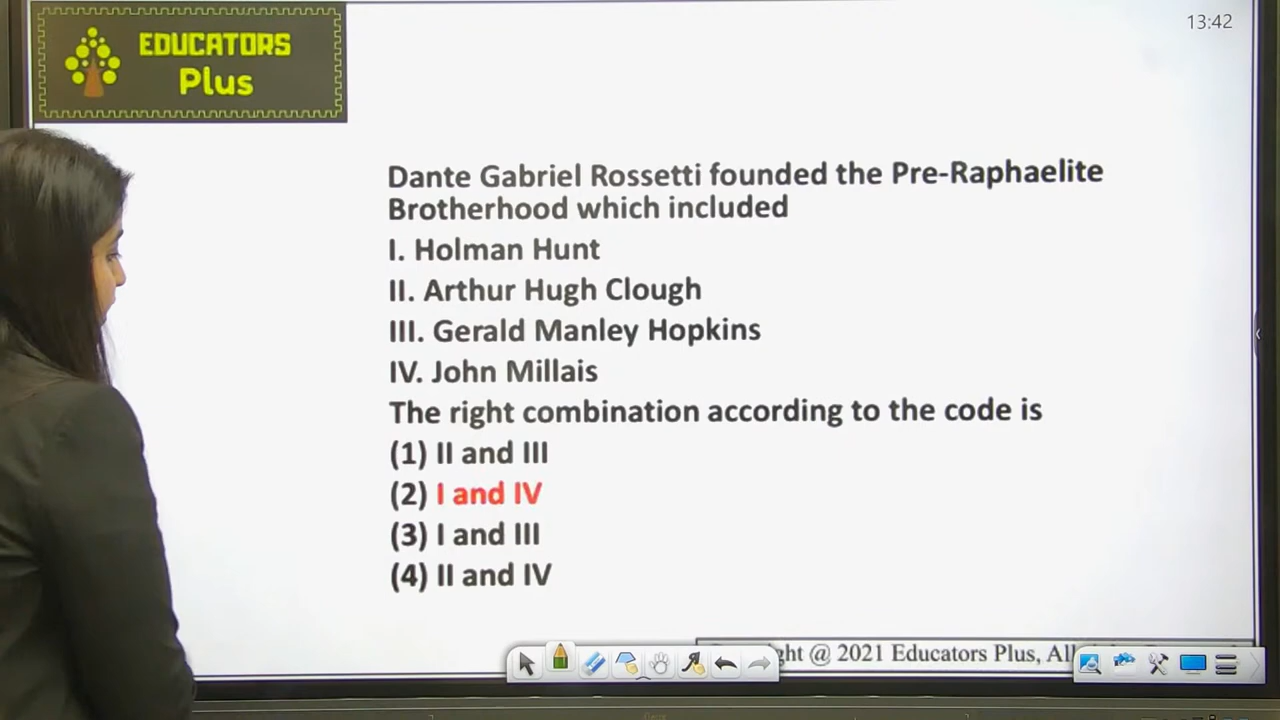 EDUCATORS
Plus
13:42
Dante Gabriel Rossetti founded the Pre-Raphaelite
Brotherhood which included
I. Holman Hunt
II. Arthur Hugh Clough
III. Gerald Manley Hopkins
IV. John Millais
The right combination according to the code is
(1) II and III
(2) I and IV
(3) I and III
(4) II and IV
@ 2021 Educators Plus,